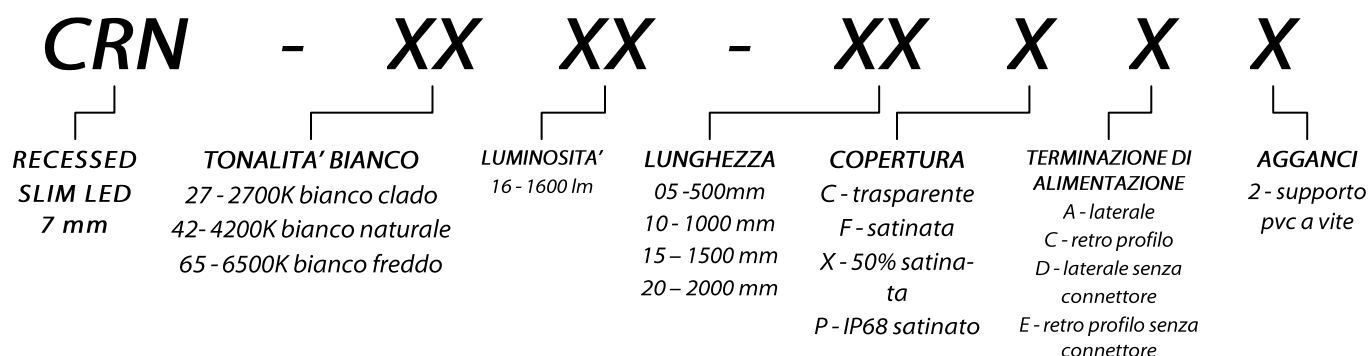 CRN - XX XX - XX X X X
RECESSED
SLIM LED
7 mm
TONALITA’ BIANCO
27 - 2700K bianco clado
42- 4200K bianco naturale
65 - 6500K bianco freddo
LUMINOSITA’
16 - 1600 lm
LUNGHEZZA
05 -500mm
10 - 1000 mm
15 – 1500 mm
20 – 2000 mm
COPERTURA
C - trasparente
F - satinata
X - 50% satina-
ta
P - IP68 satinato
TERMINAZIONE DI
ALIMENTAZIONE
A - laterale
C - retro profilo
D - laterale senza
connettore
E - retro profilo senza
connettore
AGGANCI
2 - supporto
pvc a vite